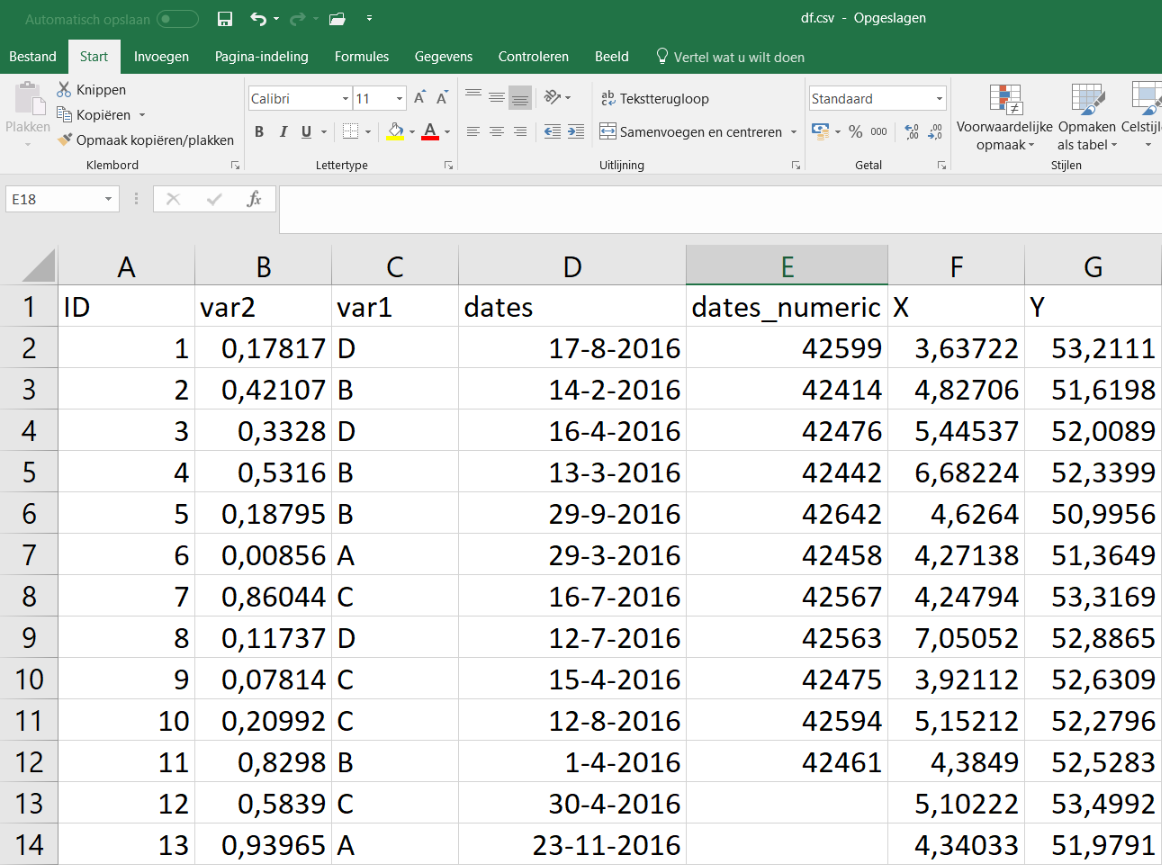 Automatisch opslaan
df.csv - Opgeslagen
Bestand Start Invoegen Pagina-indeling Formules Gegevens Controleren Beeld Vertel wat u wilt doen
Plakken
Knippen
Kopiëren
Opmaak kopiëren/plakken
Klembord
Calibri 11 A A
B I U A
Lettertype
Tekstterugloop
Samenvoegen en centreren
Uitlijning
Standaard
% 000 ,00 ,00
Getal
Voorwaardelijke opmaak
Opmaken als tabel
Stijlen
E18 fx
A B C D E F G
1 ID var2 var1 dates dates_numeric X Y
2 1 0,17817 D 17-8-2016 42599 3,63722 53,2111
3 2 0,42107 B 14-2-2016 42414 4,82706 51,6198
4 3 0,3328 D 16-4-2016 42476 5,44537 52,0089
5 4 0,5316 B 13-3-2016 42442 6,68224 52,3399
6 5 0,18795 B 29-9-2016 42642 4,6264 50,9956
7 6 0,00856 A 29-3-2016 42458 4,27138 51,3649
8 7 0,86044 C 16-7-2016 42567 4,24794 53,3169
9 8 0,11737 D 12-7-2016 42563 7,05052 52,8865
10 9 0,07814 C 15-4-2016 42475 3,92112 52,6309
11 10 0,20992 C 12-8-2016 42594 5,15212 52,2796
12 11 0,8298 B 1-4-2016 42461 4,3849 52,5283
13 12 0,5839 C 30-4-2016 5,10222 53,4992
14 13 0,93965 A 23-11-2016 4,34033 51,9791